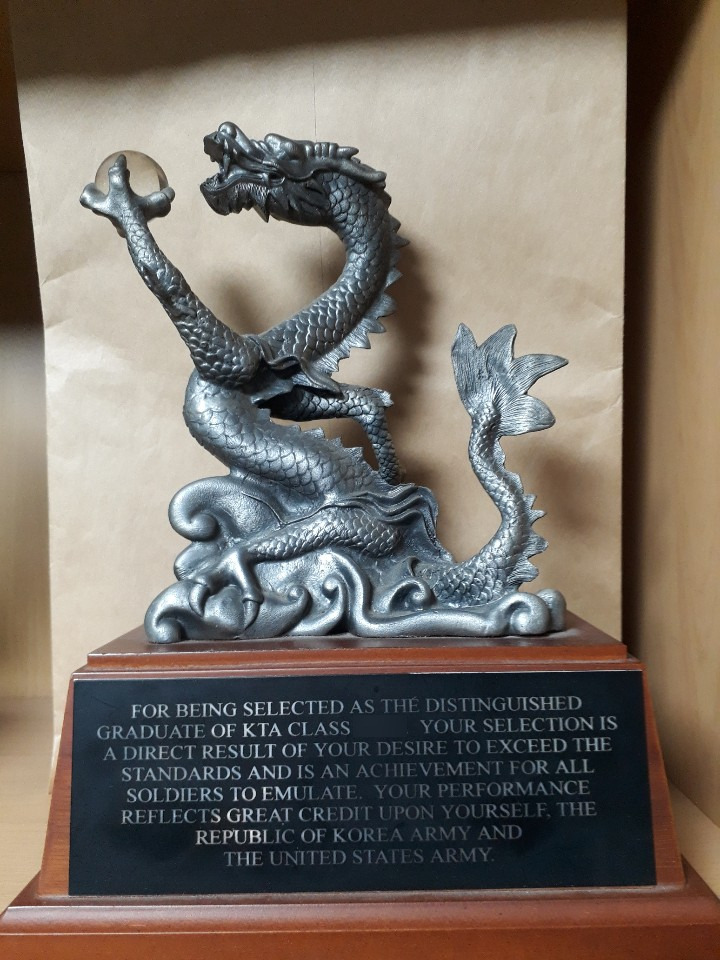 FOR BEING SELECTED AS THE DISTINGUISHED
GRADUATE OF KTA CLASS . YOUR SELECTION IS
A DIRECT RESULT OF YOUR DESIRE TO EXCEED THE
STANDARDS AND IS AN ACHIEVEMENT FOR ALL
SOLDIERS TO EMULATE. YOUR PERFORMANCE
REFLECTS GREAT CREDIT UPON YOURSELF, THE
REPUBLIC OF KOREA ARMY AND
THE UNITED STATES ARMY.